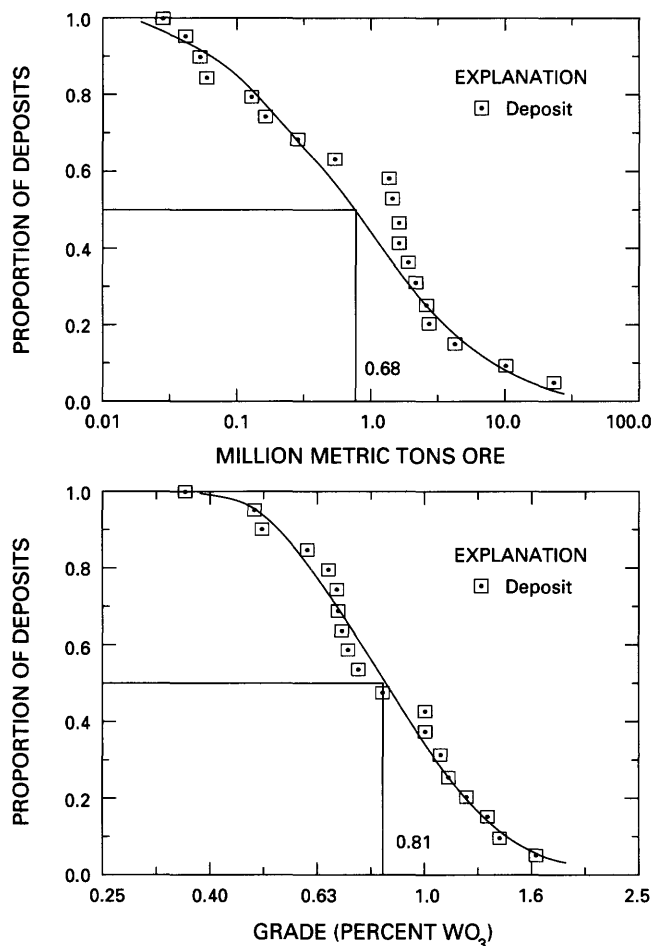 PROPORTION OF DEPOSITS
1.0
0.8
0.6
0.4
0.2
0.0
EXPLANATION
Deposit
0.68
0.01 0.1 1.0 10.0 100.0
MILLION METRIC TONS ORE
PROPORTION OF DEPOSITS
1.0
0.8
0.6
0.4
0.2
0.0
EXPLANATION
Deposit
0.81
0.25 0.40 0.63 1.0 1.6 2.5
GRADE (PERCENT WO₃)